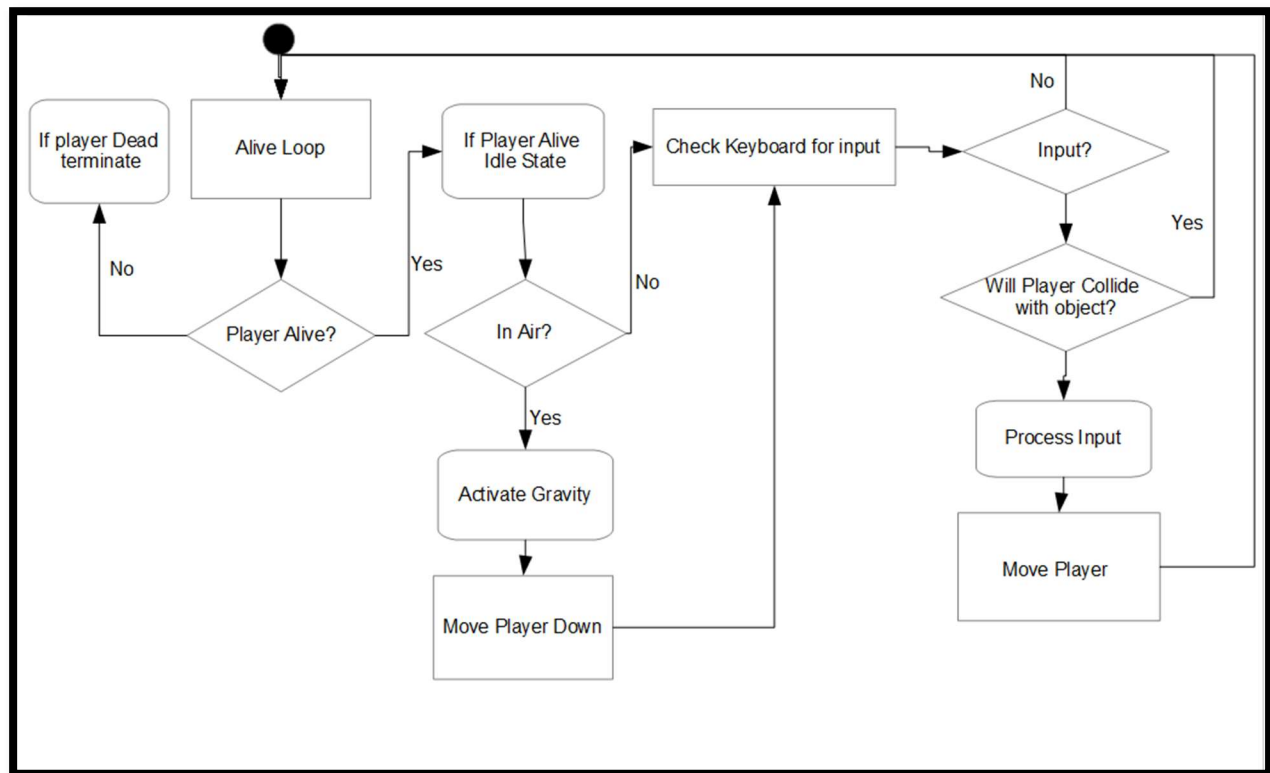 If player Dead
terminate
Alive Loop
No
Player Alive?
Yes
If Player Alive
Idle State
In Air?
No
Yes
Activate Gravity
Move Player Down
Check Keyboard for input
Input?
No
Will Player Collide
with object?
Yes
Process Input
Move Player